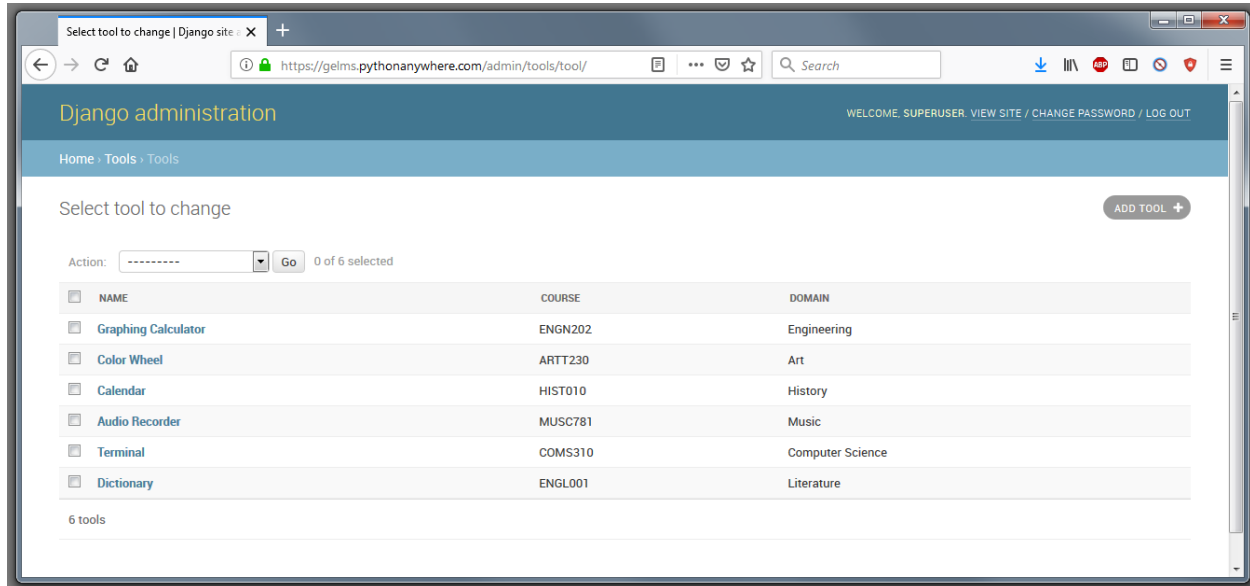 Select tool to change | Django site a
https://gelms.pythonanywhere.com/admin/tools/tool/ Search ABP
Django administration WELCOME, SUPERUSER. VIEW SITE / CHANGE PASSWORD / LOG OUT
Home › Tools › Tools
Select tool to change ADD TOOL +
Action: --------- Go 0 of 6 selected
NAME COURSE DOMAIN
Graphing Calculator ENGN202 Engineering
Color Wheel ARTT230 Art
Calendar HIST010 History
Audio Recorder MUSC781 Music
Terminal COMS310 Computer Science
Dictionary ENGL001 Literature
6 tools